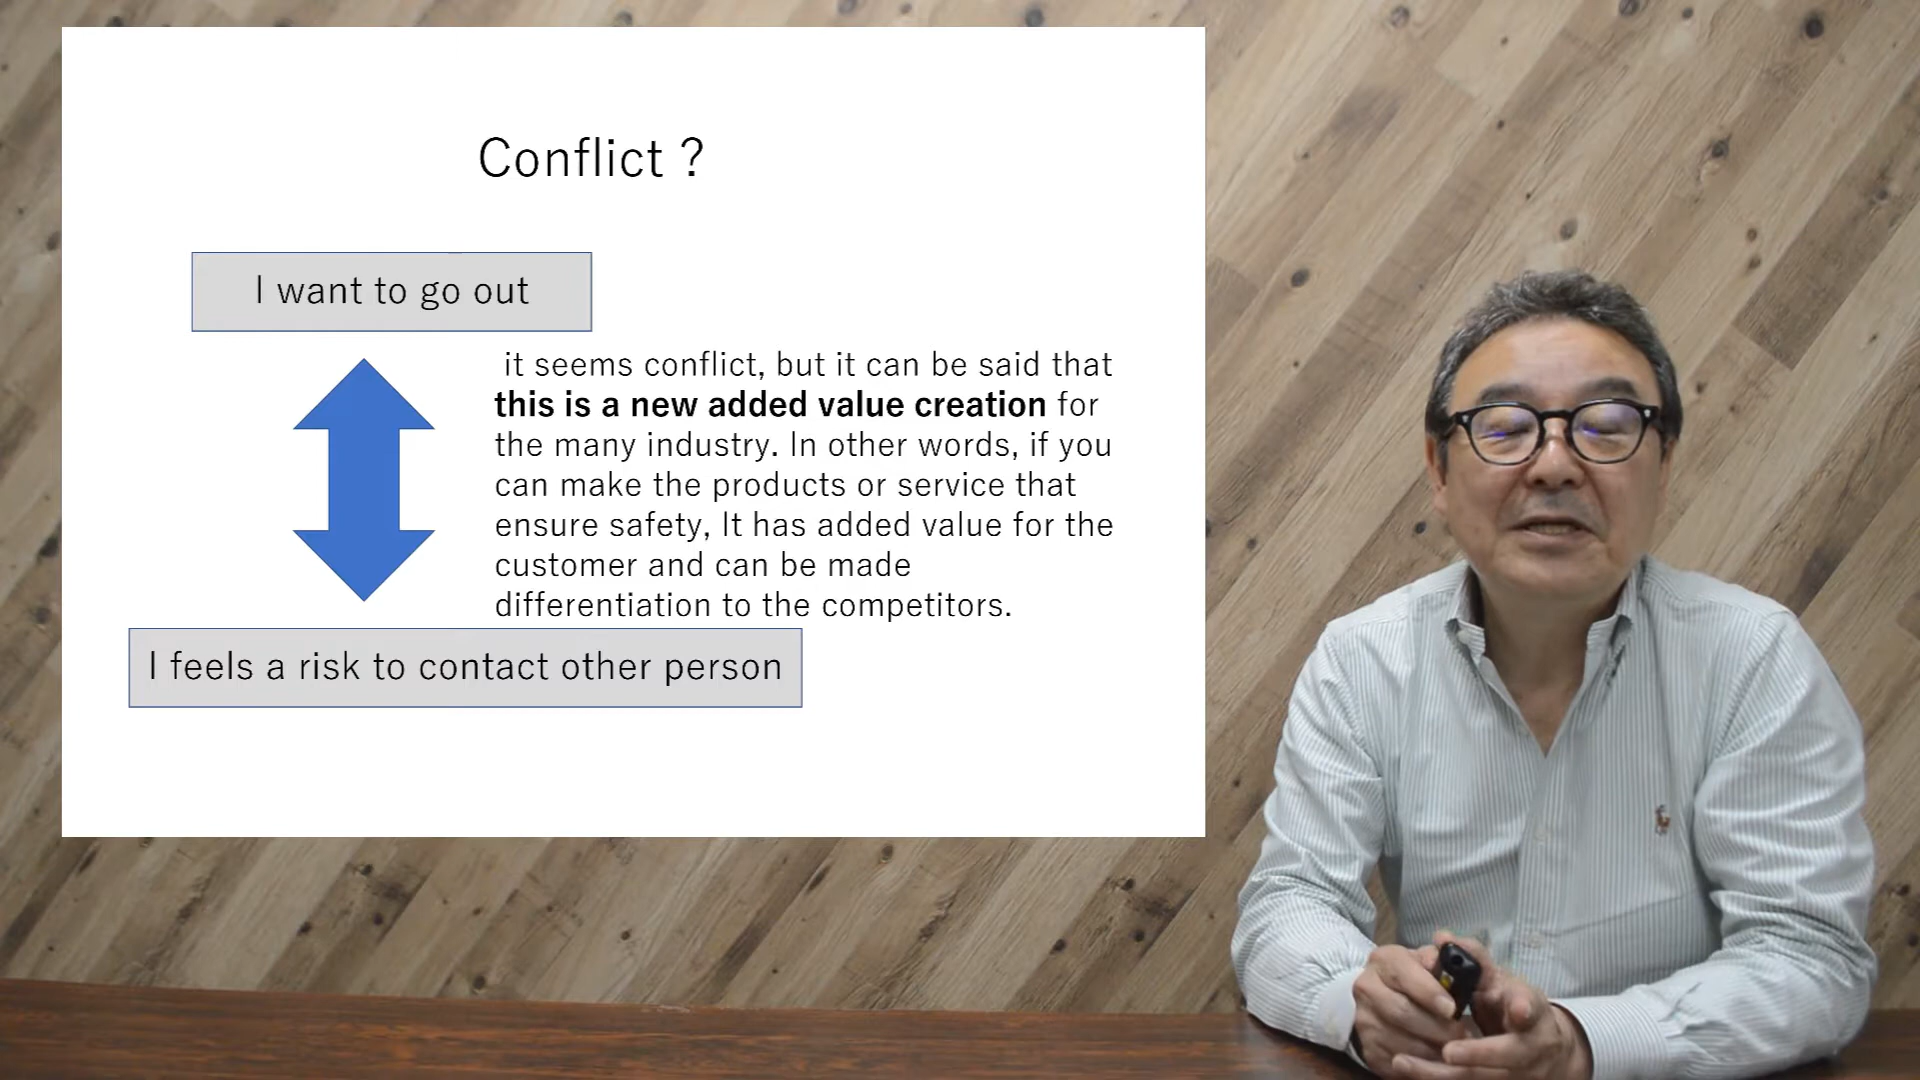 Conflict ?
I want to go out
it seems conflict, but it can be said that
this is a new added value creation for
the many industry. In other words, if you
can make the products or service that
ensure safety, It has added value for the
customer and can be made
differentiation to the competitors.
I feels a risk to contact other person